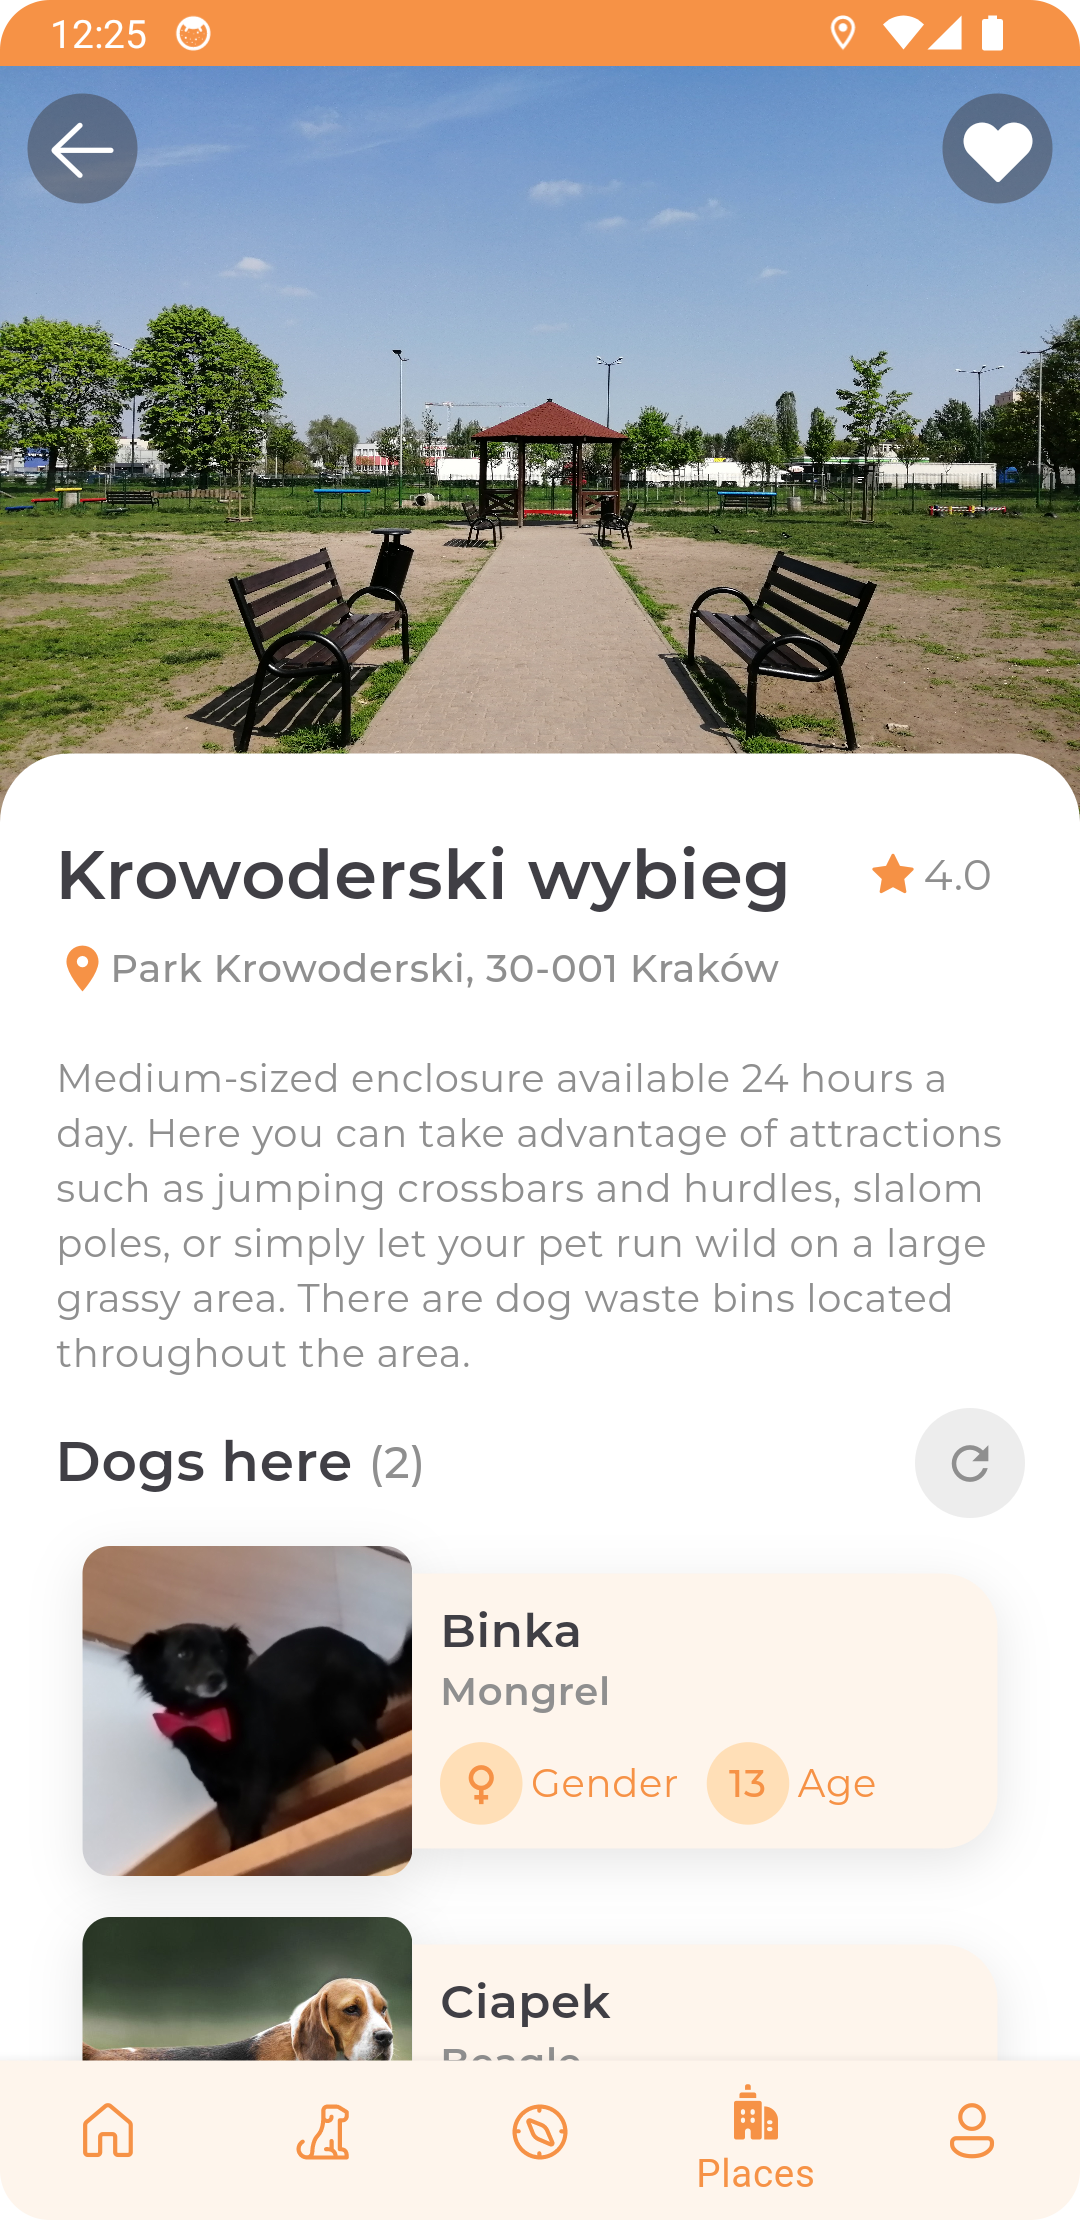 12:25
Krowoderski wybieg
4.0
Park Krowoderski, 30-001 Kraków
Medium-sized enclosure available 24 hours a
day. Here you can take advantage of attractions
such as jumping crossbars and hurdles, slalom
poles, or simply let your pet run wild on a large
grassy area. There are dog waste bins located
throughout the area.
Dogs here (2)
Binka
Mongrel
Gender 13 Age
Ciapek
Beagle
Places